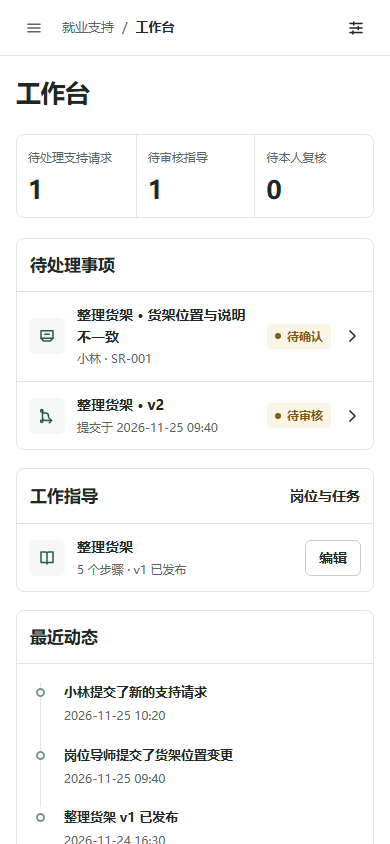 就业支持 / 工作台
工作台
待处理支持请求
1
待审核指导
1
待本人复核
0
待处理事项
整理货架 • 货架位置与说明
不一致
小林 · SR-001
待确认
整理货架 • v2
提交于 2026-11-25 09:40
待审核
工作指导
岗位与任务
整理货架
5 个步骤 · v1 已发布
编辑
最近动态
小林提交了新的支持请求
2026-11-25 10:20
岗位导师提交了货架位置变更
2026-11-25 09:40
整理货架 v1 已发布
2026-11-24 16:30